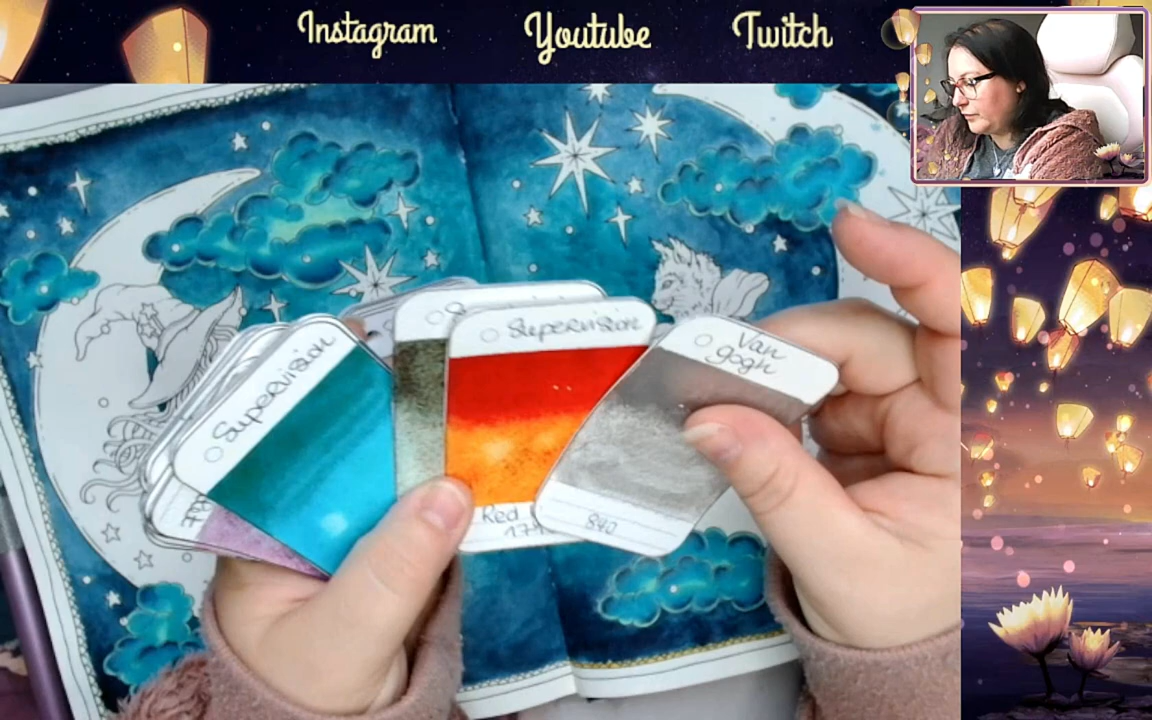 Instagram
Youtube
Twitch
Supervision
Supervision
Van
gogh
Red
840